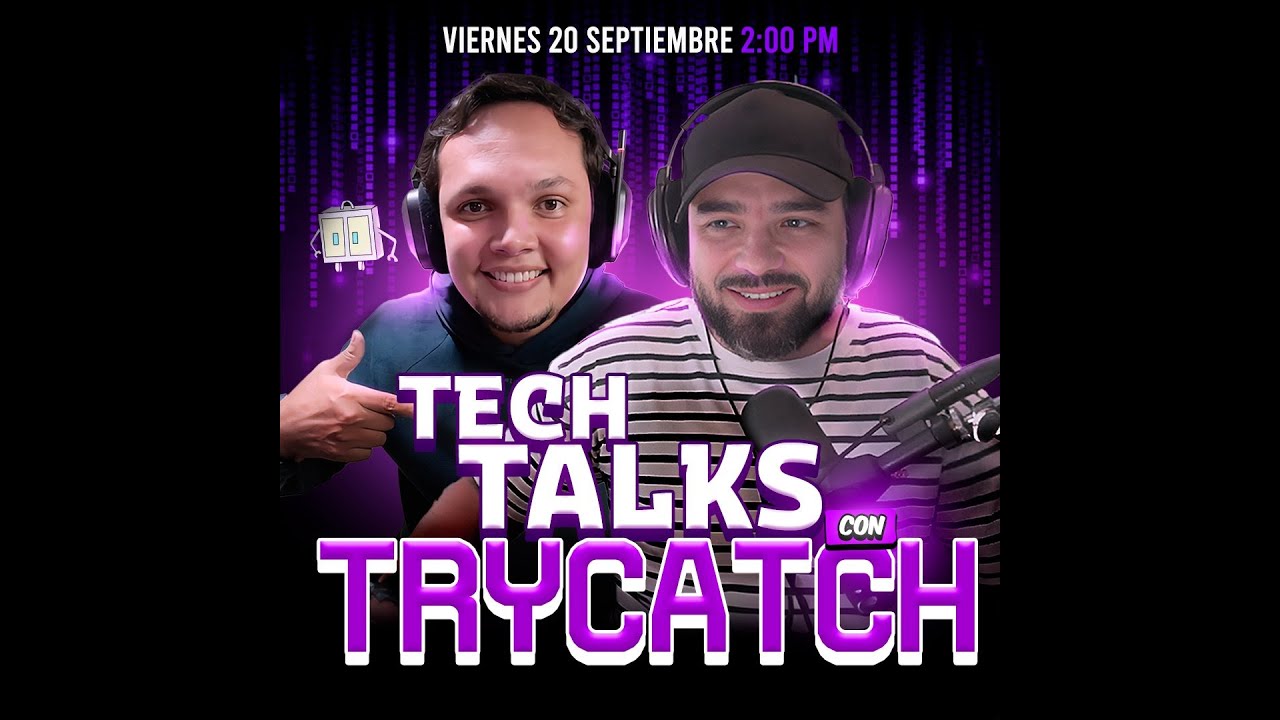 VIERNES 20 SEPTIEMBRE 2:00 PM
TECH
TALKS
CON
TRYCATCH